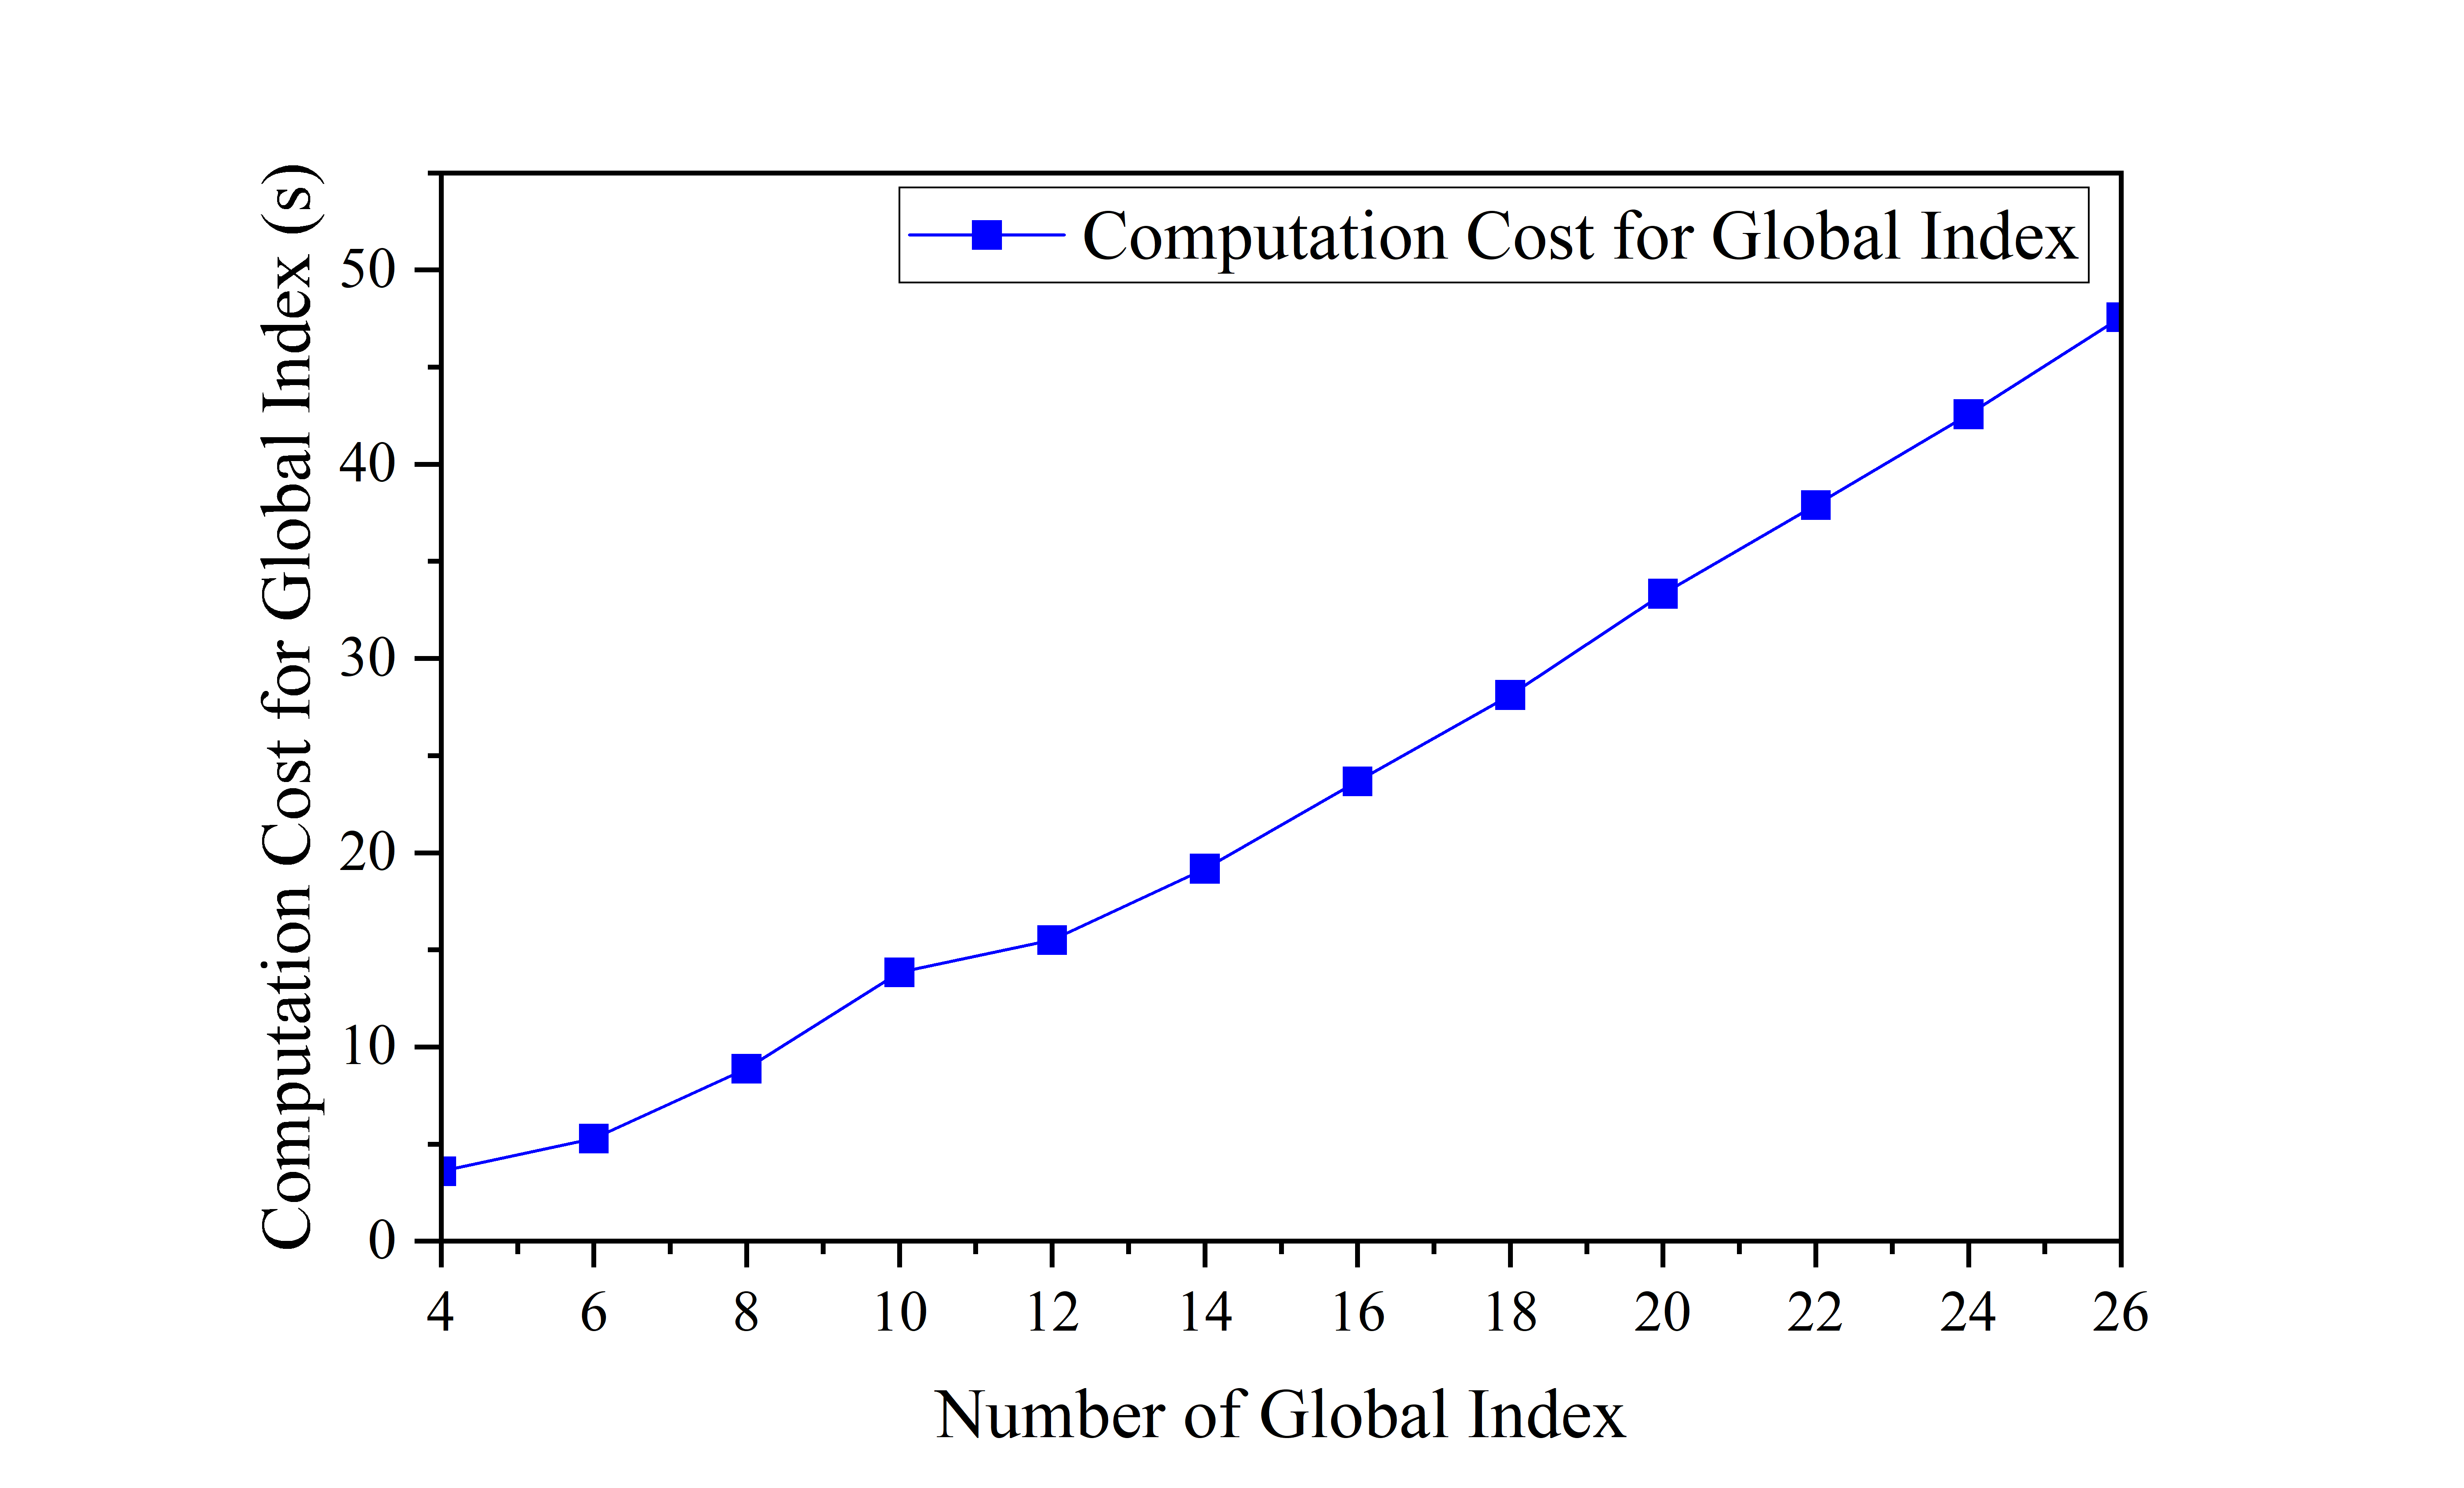 Computation Cost for Global Index
Computation Cost for Global Index (s)
50
40
30
20
10
0
4 6 8 10 12 14 16 18 20 22 24 26
Number of Global Index